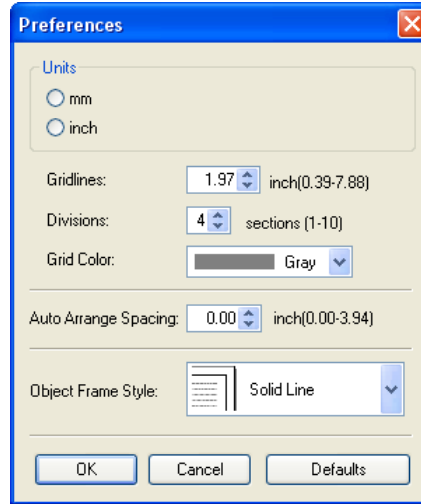 Preferences
Units
mm
inch
Gridlines: 1.97 inch(0.39-7.88)
Divisions: 4 sections (1-10)
Grid Color: Gray
Auto Arrange Spacing: 0.00 inch(0.00-3.94)
Object Frame Style: Solid Line
OK Cancel Defaults